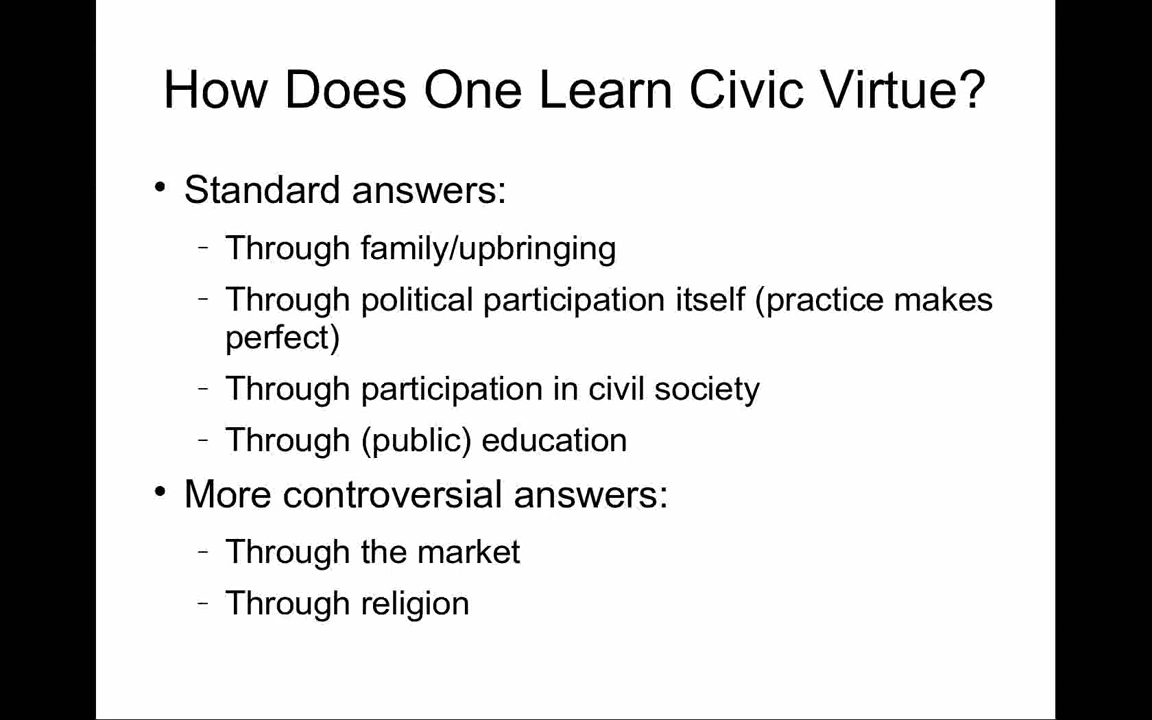 How Does One Learn Civic Virtue?
• Standard answers:
– Through family/upbringing
– Through political participation itself (practice makes
perfect)
– Through participation in civil society
– Through (public) education
• More controversial answers:
– Through the market
– Through religion